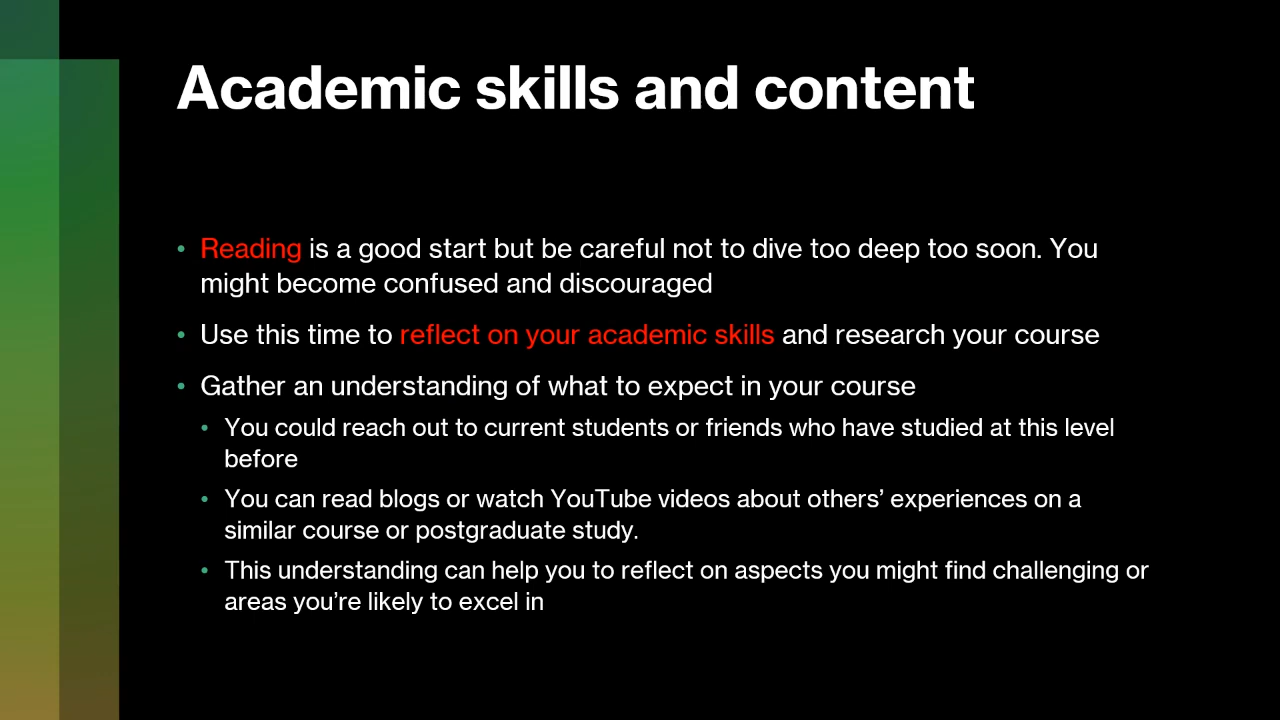 Academic skills and content
• Reading is a good start but be careful not to dive too deep too soon. You
might become confused and discouraged
• Use this time to reflect on your academic skills and research your course
• Gather an understanding of what to expect in your course
• You could reach out to current students or friends who have studied at this level
before
• You can read blogs or watch YouTube videos about others’ experiences on a
similar course or postgraduate study.
• This understanding can help you to reflect on aspects you might find challenging or
areas you’re likely to excel in